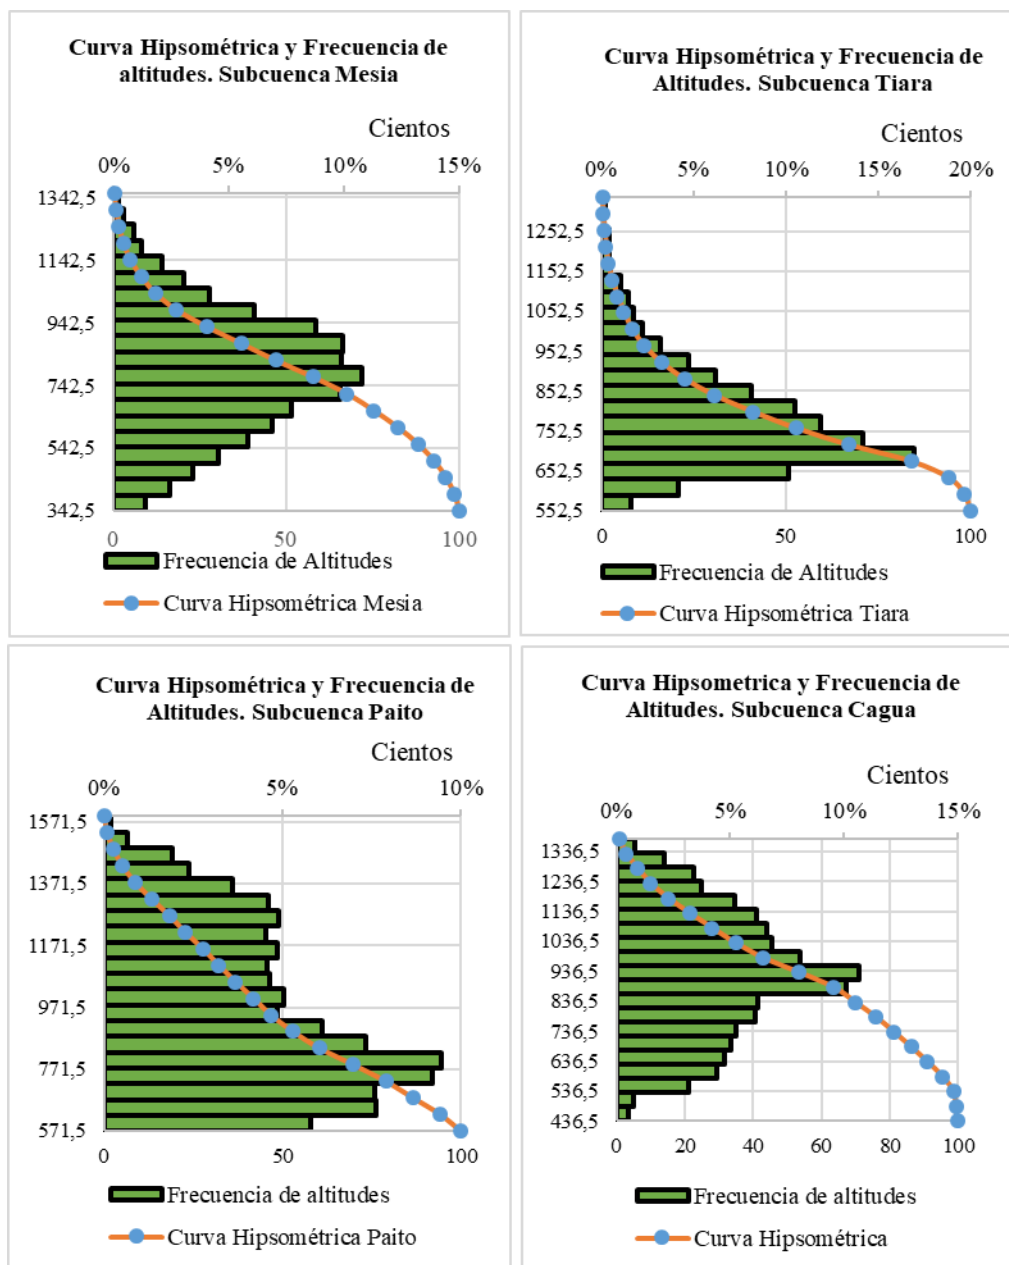 Curva Hipsométrica y Frecuencia de
altitudes. Subcuenca Mesia
Cientos
0% 5% 10% 15%
1342,5
1142,5
942,5
742,5
542,5
342,5
0 50 100
Frecuencia de Altitudes
Curva Hipsométrica Mesia
Curva Hipsométrica y Frecuencia de
Altitudes. Subcuenca Tiara
Cientos
0% 5% 10% 15% 20%
1252,5
1152,5
1052,5
952,5
852,5
752,5
652,5
552,5
0 50 100
Frecuencia de Altitudes
Curva Hipsométrica Tiara
Curva Hipsométrica y Frecuencia de
Altitudes. Subcuenca Paito
Cientos
0% 5% 10%
1571,5
1371,5
1171,5
971,5
771,5
571,5
0 50 100
Frecuencia de altitudes
Curva Hipsométrica Paito
Curva Hipsometrica y Frecuencia de
Altitudes. Subcuenca Cagua
Cientos
0% 5% 10% 15%
1336,5
1236,5
1136,5
1036,5
936,5
836,5
736,5
636,5
536,5
436,5
0 20 40 60 80 100
Frecuencia de altitudes
Curva Hipsométrica